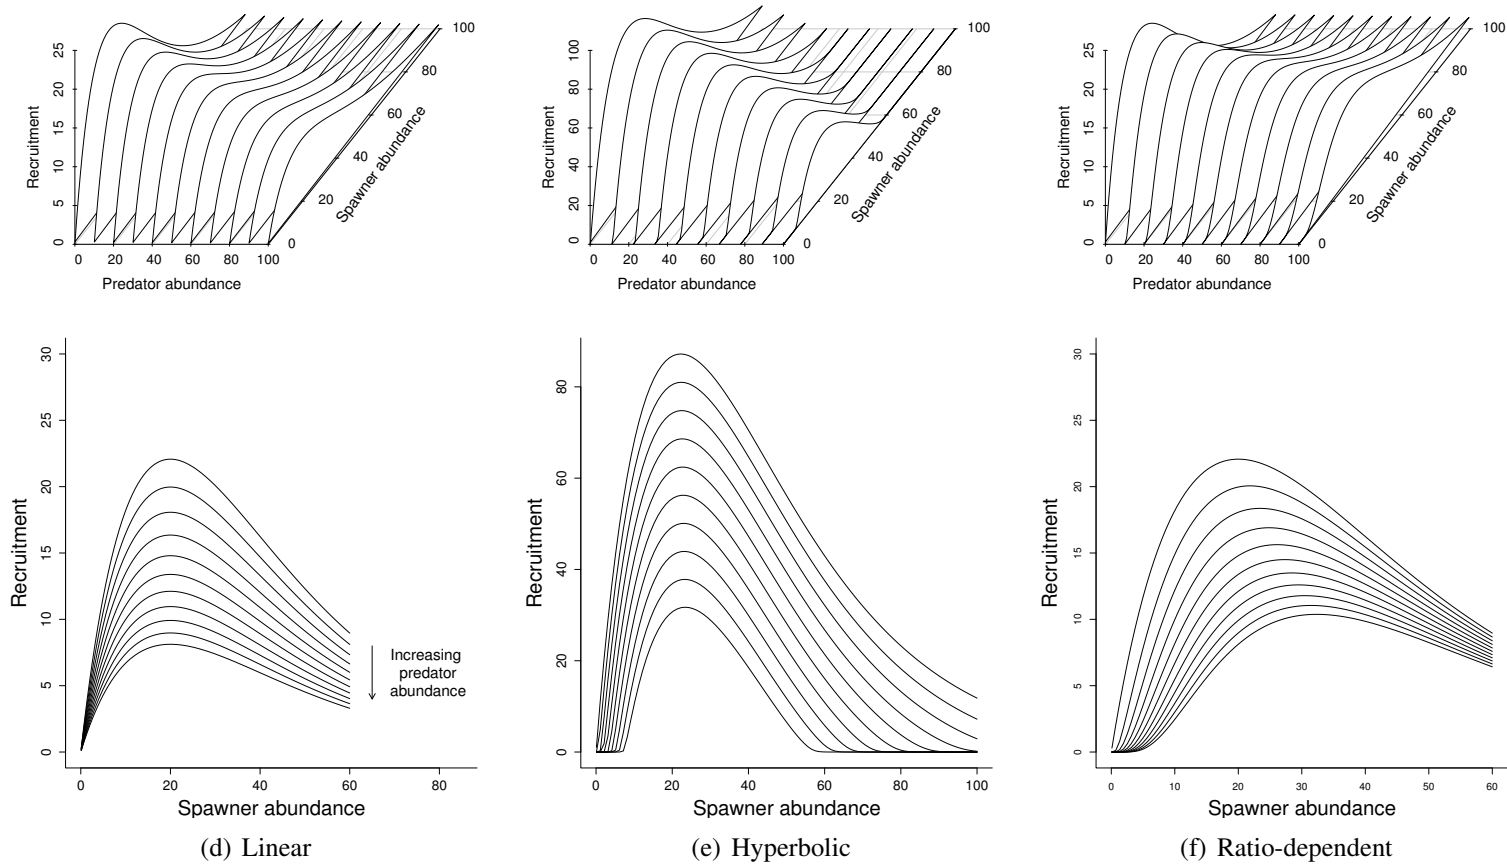 25
20
15
10
5
0
Recruitment
0 20 40 60 80 100
Predator abundance
0
20
40
60
80
100
Spawner abundance
100
80
60
40
20
0
Recruitment
0 20 40 60 80 100
Predator abundance
0
20
40
60
80
100
Spawner abundance
25
20
15
10
5
0
Recruitment
0 20 40 60 80 100
Predator abundance
0
20
40
60
80
100
Spawner abundance
30
25
20
15
10
5
0
Recruitment
Increasing
predator
abundance
0 20 40 60 80
Spawner abundance
(d) Linear
80
60
40
20
0
Recruitment
0 20 40 60 80 100
Spawner abundance
(e) Hyperbolic
30
25
20
15
10
5
0
Recruitment
0 10 20 30 40 50 60
Spawner abundance
(f) Ratio-dependent